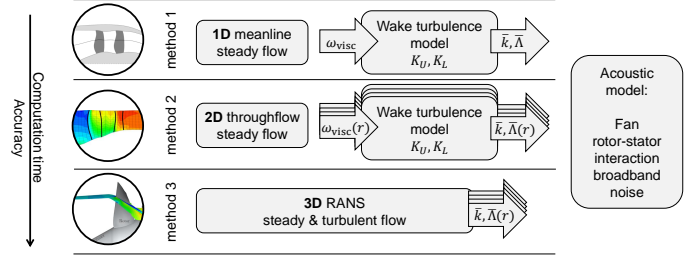 Computation time
Accuracy
method 1
1D meanline
steady flow
ω_visc
Wake turbulence
model
K_U, K_L
k̄, Λ̄
method 2
2D throughflow
steady flow
ω_visc(r)
Wake turbulence
model
K_U, K_L
k̄, Λ̄(r)
method 3
3D RANS
steady & turbulent flow
k̄, Λ̄(r)
Acoustic
model:
Fan
rotor-stator
interaction
broadband
noise